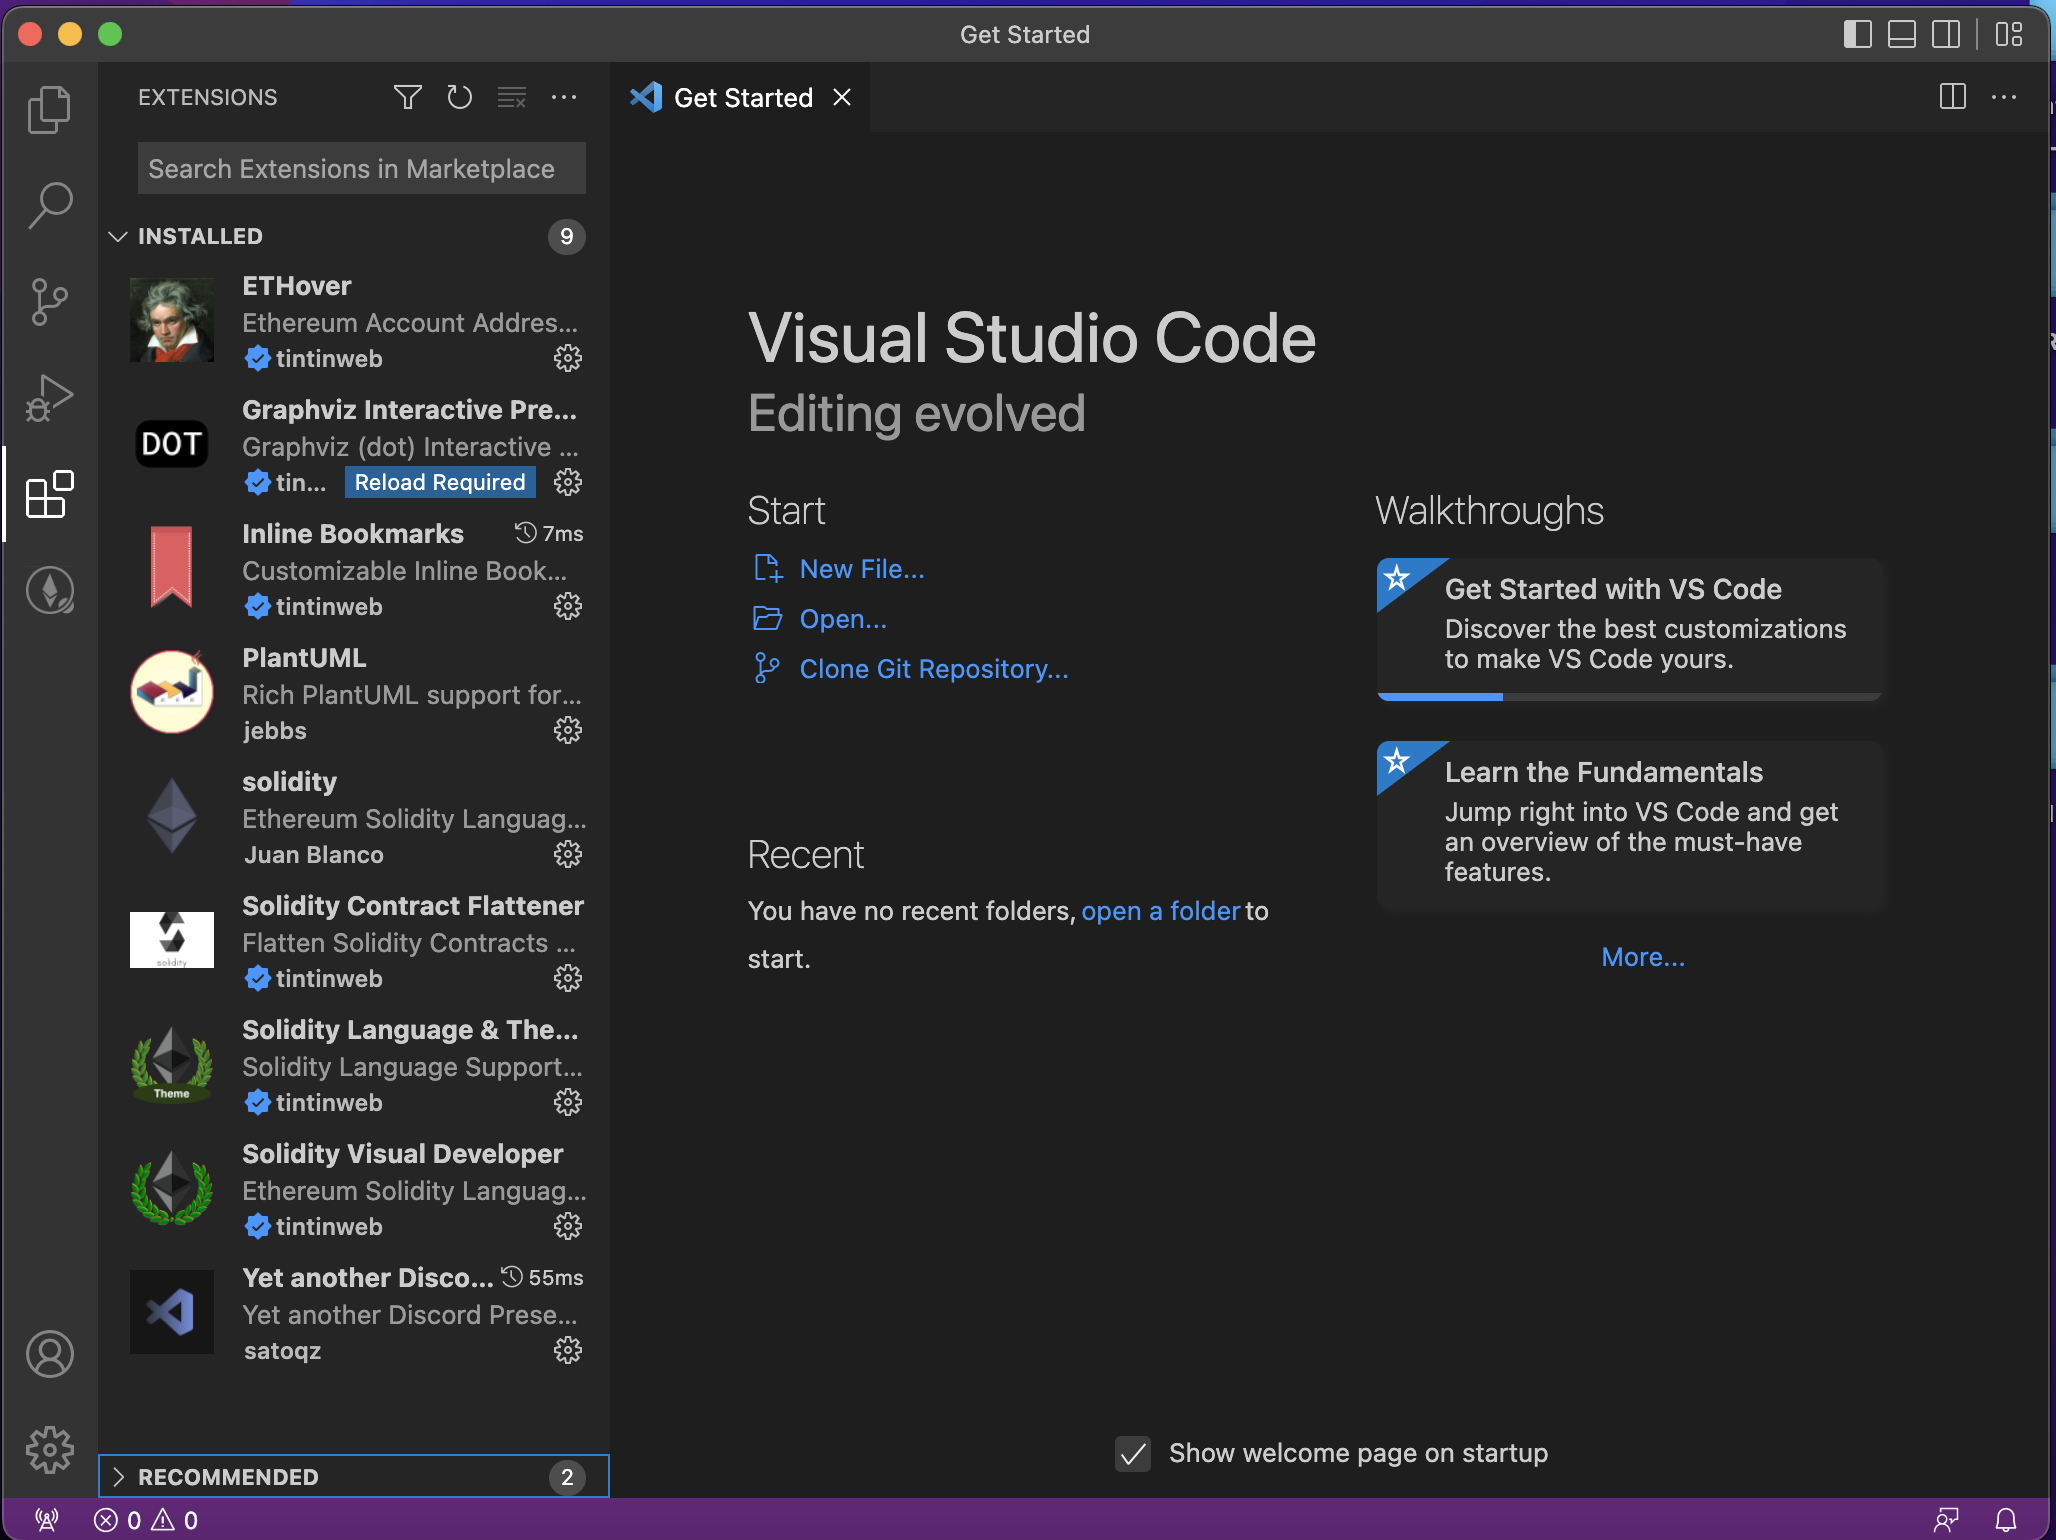 Get Started
EXTENSIONS
Search Extensions in Marketplace
INSTALLED
9
ETHover
Ethereum Account Addres...
tintinweb
DOT
Graphviz Interactive Pre...
Graphviz (dot) Interactive ...
tin...
Reload Required
Inline Bookmarks
7ms
Customizable Inline Book...
tintinweb
PlantUML
Rich PlantUML support for...
jebbs
solidity
Ethereum Solidity Languag...
Juan Blanco
solidity
Solidity Contract Flattener
Flatten Solidity Contracts ...
tintinweb
Theme
Solidity Language & The...
Solidity Language Support...
tintinweb
Solidity Visual Developer
Ethereum Solidity Languag...
tintinweb
Yet another Disco...
55ms
Yet another Discord Prese...
satoqz
RECOMMENDED
2
Get Started
Visual Studio Code
Editing evolved
Start
New File...
Open...
Clone Git Repository...
Recent
You have no recent folders, open a folder to
start.
Walkthroughs
Get Started with VS Code
Discover the best customizations
to make VS Code yours.
Learn the Fundamentals
Jump right into VS Code and get
an overview of the must-have
features.
More...
Show welcome page on startup
0 0